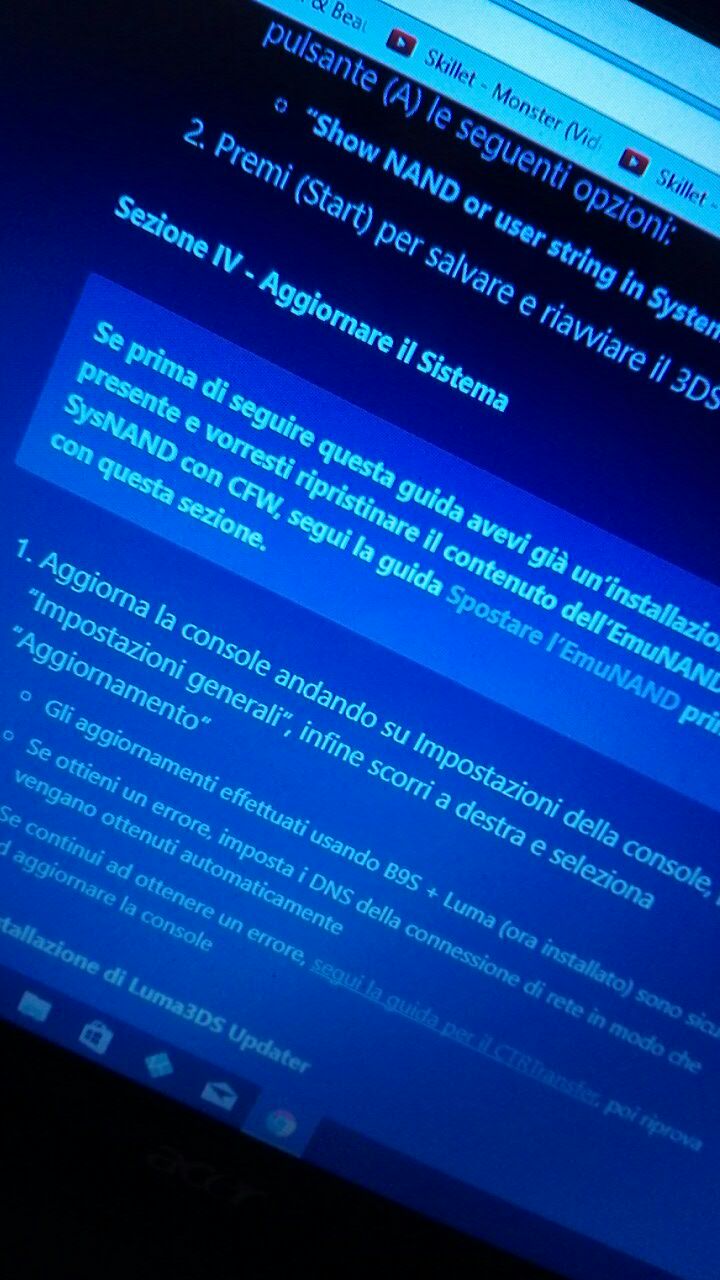 & Bea
Skillet - Monster (Vid
Skillet -
pulsante (A) le seguenti opzioni:
"Show NAND or user string in System
2. Premi (Start) per salvare e riavviare il 3DS
Sezione IV - Aggiornare il Sistema
Se prima di seguire questa guida avevi già un'installazio
presente e vorresti ripristinare il contenuto dell'EmuNAND
SysNAND con CFW, segui la guida Spostare l'EmuNAND pri
con questa sezione.
1. Aggiorna la console andando su Impostazioni della console,
"Impostazioni generali", infine scorri a destra e seleziona
"Aggiornamento"
Gli aggiornamenti effettuati usando B9S + Luma (ora installato) sono sicu
Se ottieni un errore, imposta i DNS della connessione di rete in modo che
vengano ottenuti automaticamente
Se continui ad ottenere un errore, segui la guida per il CTRTransfer, poi riprova
d aggiornare la console
stallazione di Luma3DS Updater
acer